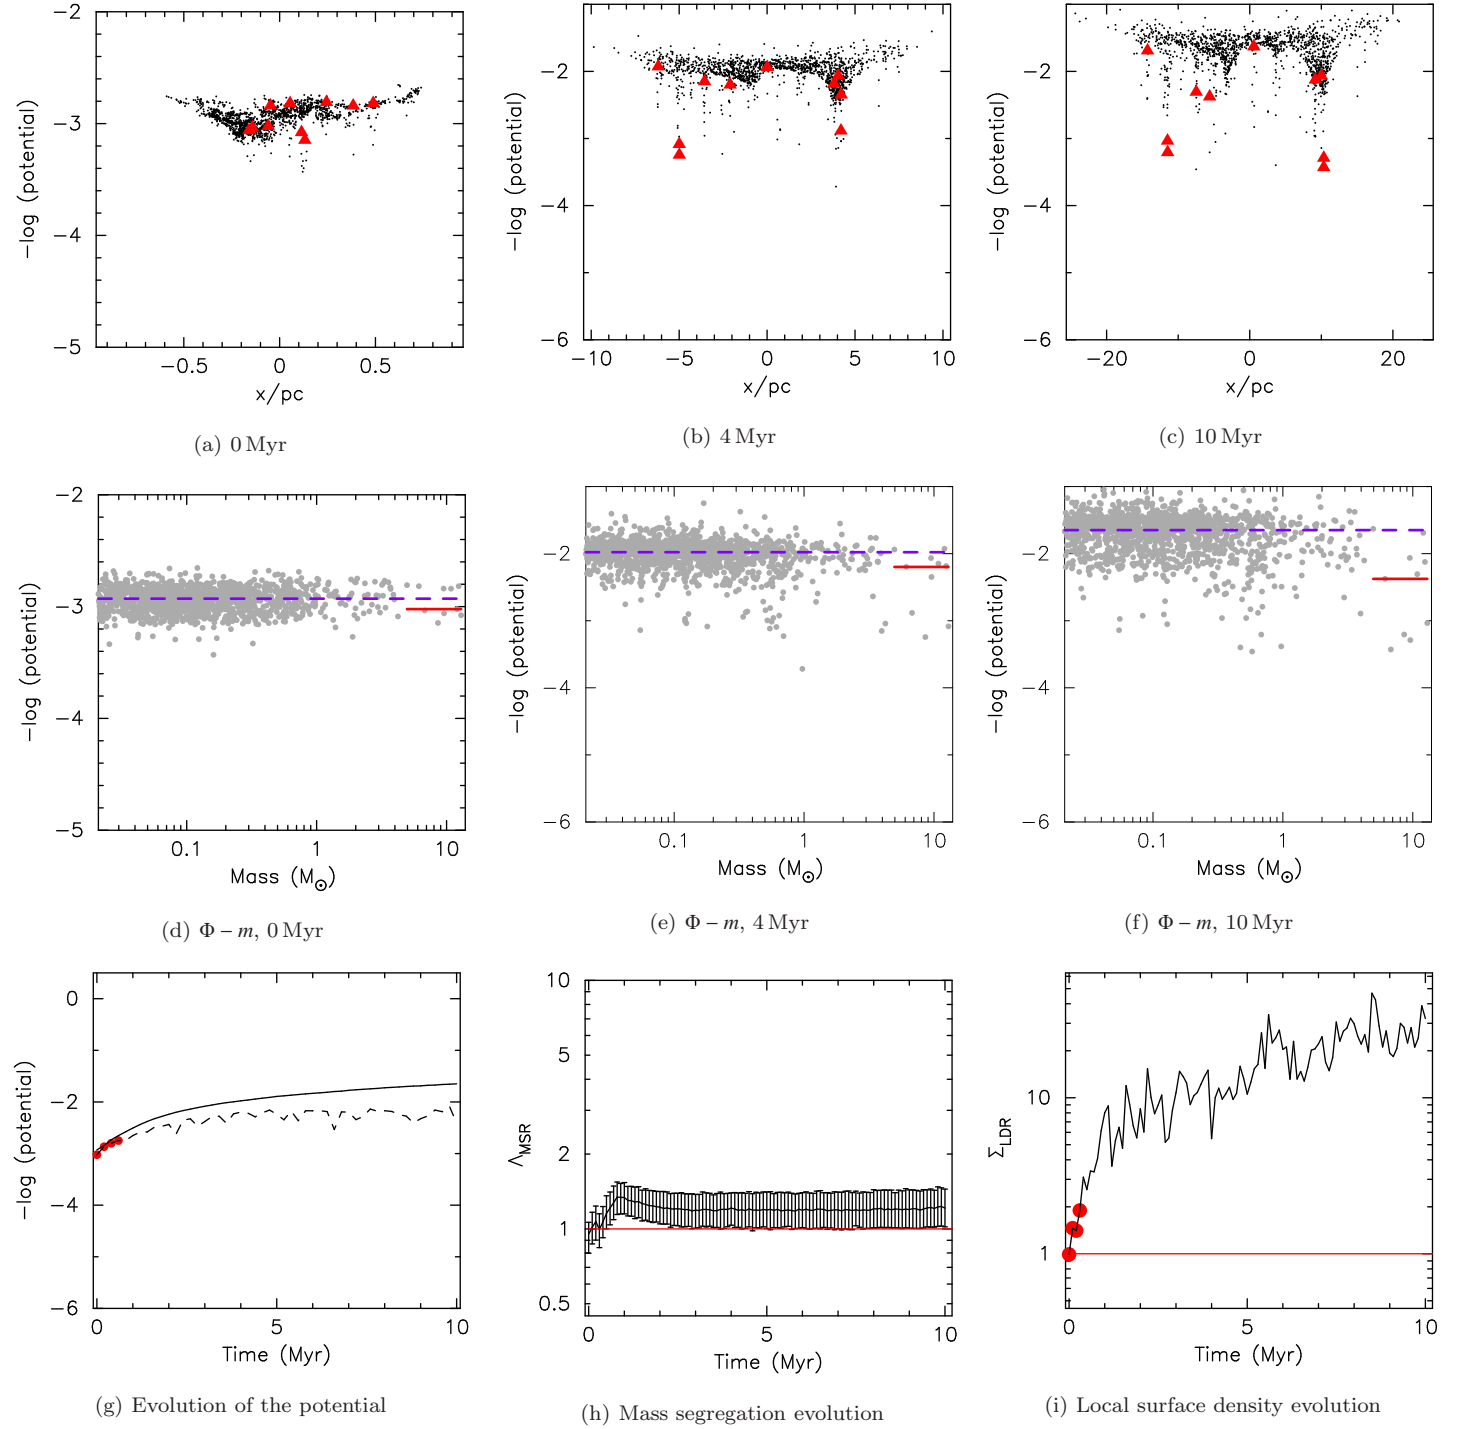 −2
−3
−4
−5
−log (potential)
−0.5 0 0.5
x/pc
(a) 0 Myr
−2
−4
−6
−log (potential)
−10 −5 0 5 10
x/pc
(b) 4 Myr
−2
−4
−6
−log (potential)
−20 0 20
x/pc
(c) 10 Myr
−2
−3
−4
−5
−log (potential)
0.1 1 10
Mass (M⊙)
(d) Φ – m, 0 Myr
−2
−4
−6
−log (potential)
0.1 1 10
Mass (M⊙)
(e) Φ – m, 4 Myr
−2
−4
−6
−log (potential)
0.1 1 10
Mass (M⊙)
(f) Φ – m, 10 Myr
0
−2
−4
−6
−log (potential)
0 5 10
Time (Myr)
(g) Evolution of the potential
10
5
2
1
0.5
Λ_MSR
0 5 10
Time (Myr)
(h) Mass segregation evolution
10
1
Σ_LDR
0 5 10
Time (Myr)
(i) Local surface density evolution